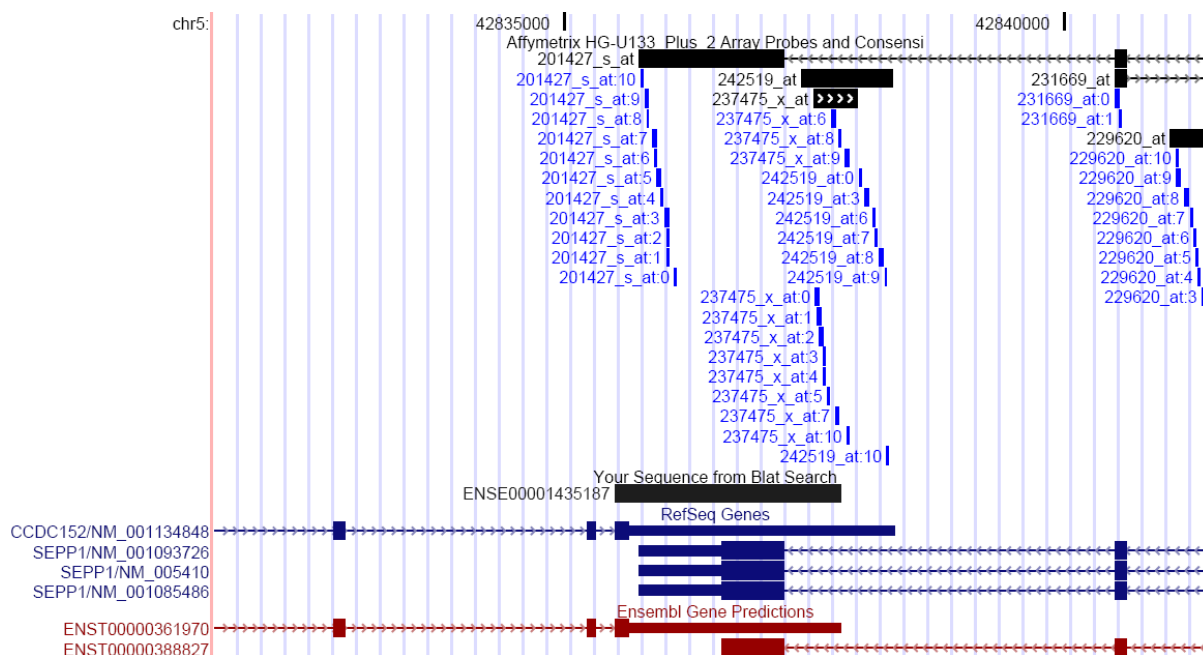 chr5: 42835000 42840000
Affymetrix HG-U133 Plus 2 Array Probes and Consensi
201427_s_at
201427_s_at:10 242519_at 231669_at
201427_s_at:9 237475_x_at >>>> 231669_at:0
201427_s_at:8 237475_x_at:6 231669_at:1
201427_s_at:7 237475_x_at:8 229620_at
201427_s_at:6 237475_x_at:9 229620_at:10
201427_s_at:5 242519_at:0 229620_at:9
201427_s_at:4 242519_at:3 229620_at:8
201427_s_at:3 242519_at:6 229620_at:7
201427_s_at:2 242519_at:7 229620_at:6
201427_s_at:1 242519_at:8 229620_at:5
201427_s_at:0 242519_at:9 229620_at:4
237475_x_at:0 229620_at:3
237475_x_at:1
237475_x_at:2
237475_x_at:3
237475_x_at:4
237475_x_at:5
237475_x_at:7
237475_x_at:10
242519_at:10
Your Sequence from Blat Search
ENSE00001435187
RefSeq Genes
CCDC152/NM_001134848
SEPP1/NM_001093726
SEPP1/NM_005410
SEPP1/NM_001085486
Ensembl Gene Predictions
ENST00000361970
ENST00000388827